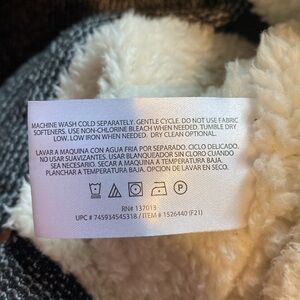 MACHINE WASH COLD SEPARATELY. GENTLE CYCLE. DO NOT USE FABRIC
SOFTENERS. USE NON-CHLORINE BLEACH WHEN NEEDED. TUMBLE DRY
LOW. LOW IRON WHEN NEEDED. DRY CLEAN OPTIONAL.
LAVAR A MAQUINA CON AGUA FRIA POR SEPARADO. CICLO DELICADO.
NO USAR SUAVIZANTES. USAR BLANQUEADOR SIN CLORO CUANDO
SEA NECESARIO. SECAR A MAQUINA A TEMPERATURA BAJA.
PLANCHAR A TEMPERATURA BAJA. OPCION DE LAVAR EN SECO.
P
RN# 137013
UPC # 745934545318 / ITEM # 1526440 (F21)